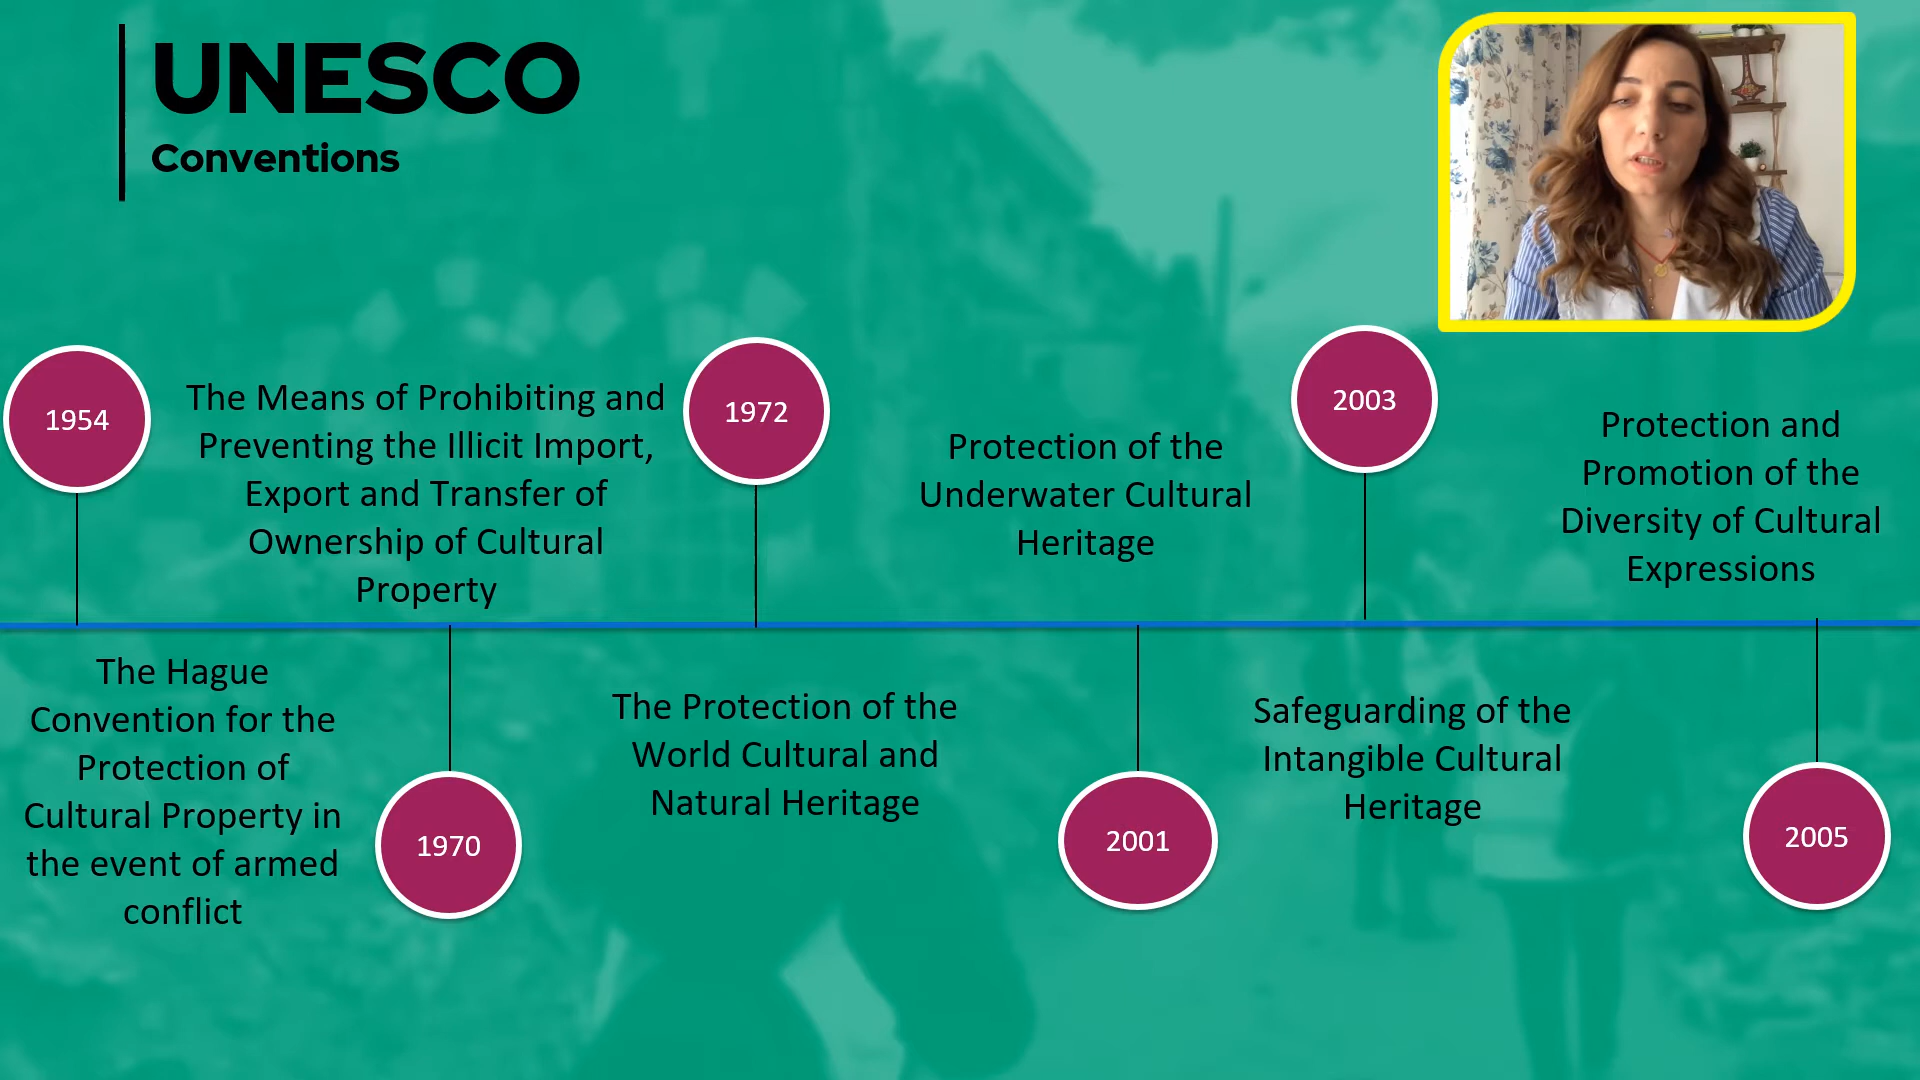 UNESCO
Conventions
1954
The Hague
Convention for the
Protection of
Cultural Property in
the event of armed
conflict
The Means of Prohibiting and
Preventing the Illicit Import,
Export and Transfer of
Ownership of Cultural
Property
1970
1972
The Protection of the
World Cultural and
Natural Heritage
Protection of the
Underwater Cultural
Heritage
2001
2003
Safeguarding of the
Intangible Cultural
Heritage
Protection and
Promotion of the
Diversity of Cultural
Expressions
2005